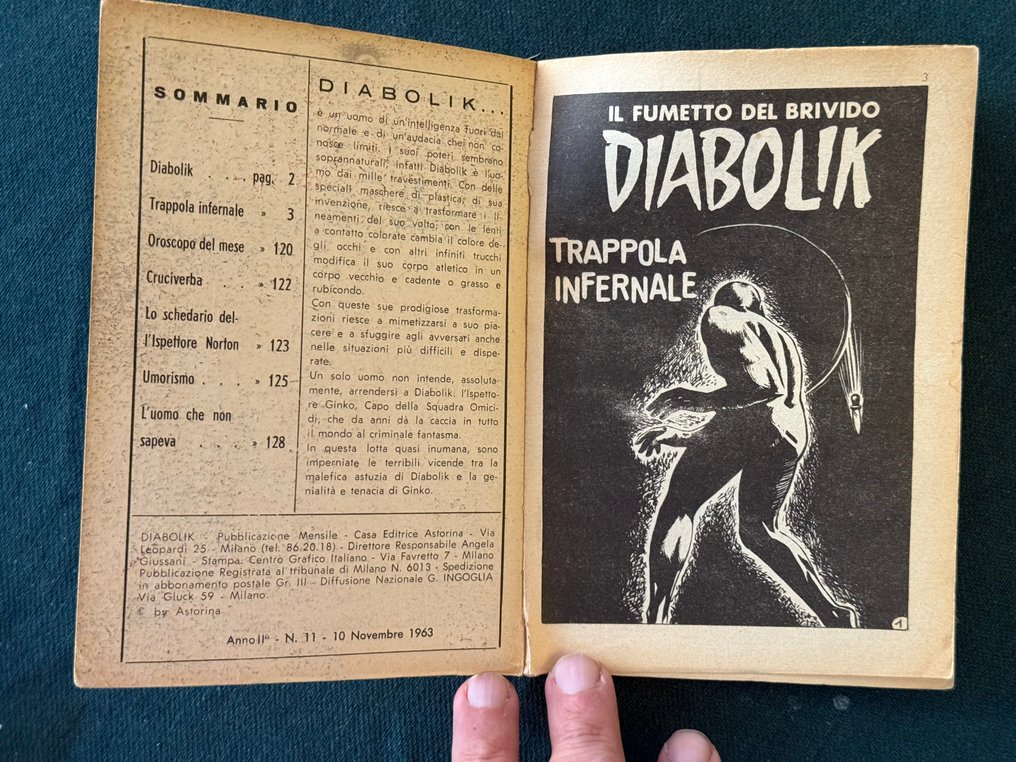 SOMMARIO
Diabolik . . . . pag. 2
Trappola infernale » 3
Oroscopo del mese » 120
Cruciverba . . . . » 122
Lo schedario del-
l'Ispettore Norton » 123
Umorismo . . . . » 125
L'uomo che non
sapeva . . . . . » 128
DIABOLIK...
è un uomo di un'intelligenza fuori dal
normale e di un'audacia che non co-
nosce limiti. I suoi poteri sembrano
soprannaturali, infatti Diabolik è l'uo-
mo dai mille travestimenti. Con delle
speciali maschere di plastica, di sua
invenzione, riesce a trasformare i li-
neamenti del suo volto; con le lenti
a contatto colorate cambia il colore de-
gli occhi e con altri infiniti trucchi
modifica il suo corpo atletico in un
corpo vecchio e cadente o grasso e
rubicondo.
Con queste sue prodigiose trasforma-
zioni riesce a mimetizzarsi a suo pia-
cere e a sfuggire agli avversari anche
nelle situazioni più difficili e dispe-
rate.
Un solo uomo non intende, assoluta-
mente, arrendersi a Diabolik: l'Ispetto-
re Ginko, Capo della Squadra Omici-
di, che da anni dà la caccia in tutto
il mondo al criminale fantasma.
In questa lotta quasi inumana, sono
imperniate le terribili vicende tra la
malefica astuzia di Diabolik e la ge-
nialità e tenacia di Ginko.
DIABOLIK - Pubblicazione Mensile - Casa Editrice Astorina - Via
Leopardi 25 - Milano (tel. 86.20.18) - Direttore Responsabile Angela
Giussani - Stampa: Centro Grafico Italiano - Via Favretto 7 - Milano
Pubblicazione Registrata al tribunale di Milano N. 6013 - Spedizione
in abbonamento postale Gr. III - Diffusione Nazionale G. INGOGLIA
Via Gluck 59 - Milano.
© by Astorina
Anno IIº - N. 11 - 10 Novembre 1963
3
IL FUMETTO DEL BRIVIDO
DIABOLIK
TRAPPOLA
INFERNALE
1